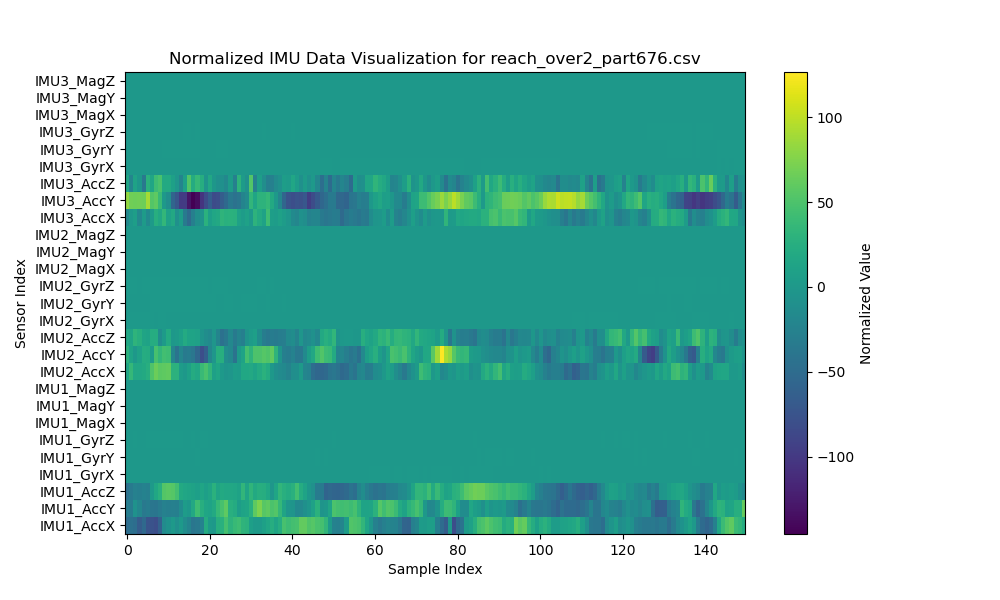 Normalized IMU Data Visualization for reach_over2_part676.csv
IMU3_MagZ
IMU3_MagY
IMU3_MagX
IMU3_GyrZ
IMU3_GyrY
IMU3_GyrX
IMU3_AccZ
IMU3_AccY
IMU3_AccX
IMU2_MagZ
IMU2_MagY
IMU2_MagX
IMU2_GyrZ
IMU2_GyrY
IMU2_GyrX
IMU2_AccZ
IMU2_AccY
IMU2_AccX
IMU1_MagZ
IMU1_MagY
IMU1_MagX
IMU1_GyrZ
IMU1_GyrY
IMU1_GyrX
IMU1_AccZ
IMU1_AccY
IMU1_AccX
Sensor Index
0 20 40 60 80 100 120 140
Sample Index
100
50
0
−50
−100
Normalized Value